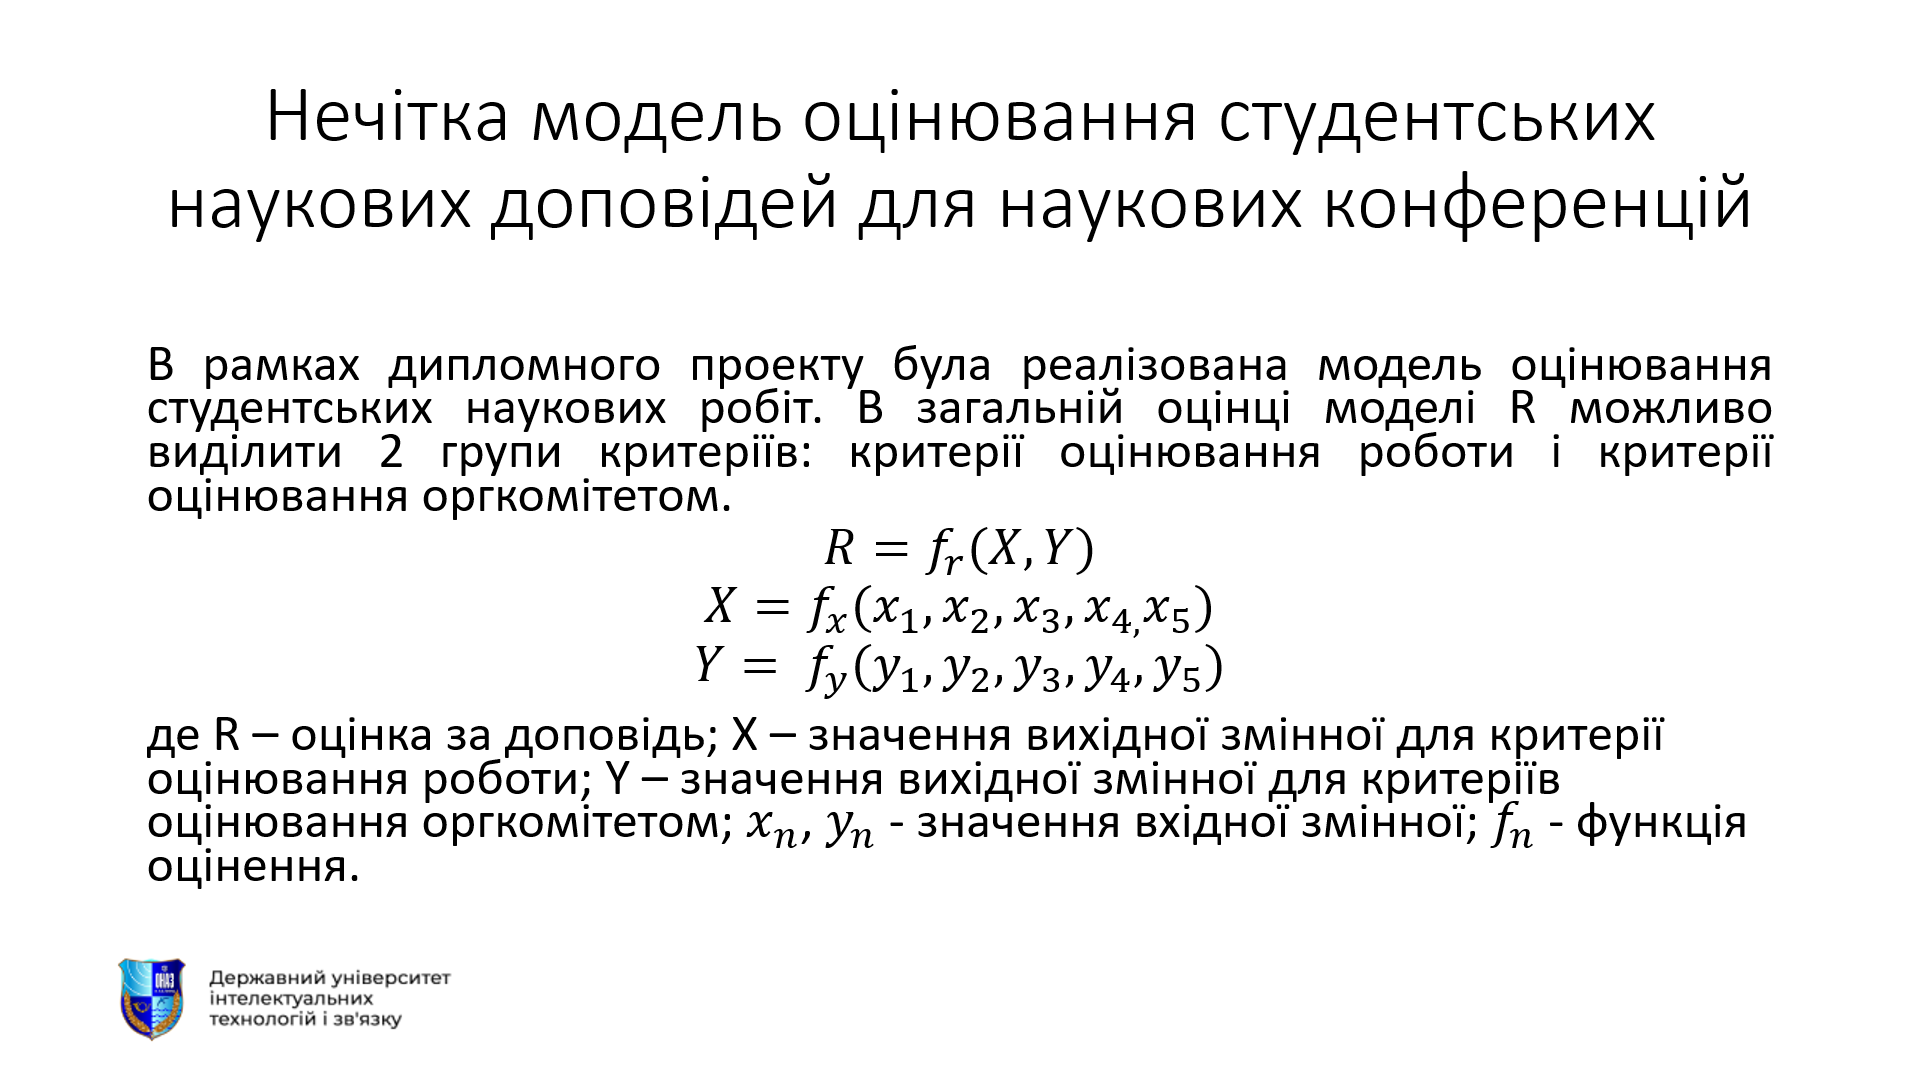 Нечітка модель оцінювання студентських
наукових доповідей для наукових конференцій
В рамках дипломного проекту була реалізована модель оцінювання
студентських наукових робіт. В загальній оцінці моделі R можливо
виділити 2 групи критеріїв: критерії оцінювання роботи і критерії
оцінювання оргкомітетом.
R = f_r(X, Y)
X = f_x(x_1, x_2, x_3, x_{4,}x_5)
Y = f_y(y_1, y_2, y_3, y_4, y_5)
де R – оцінка за доповідь; X – значення вихідної змінної для критерії
оцінювання роботи; Y – значення вихідної змінної для критеріїв
оцінювання оргкомітетом; x_n, y_n - значення вхідної змінної; f_n - функція
оцінення.
ОНАЗ
Державний університет
інтелектуальних
технологій і зв'язку